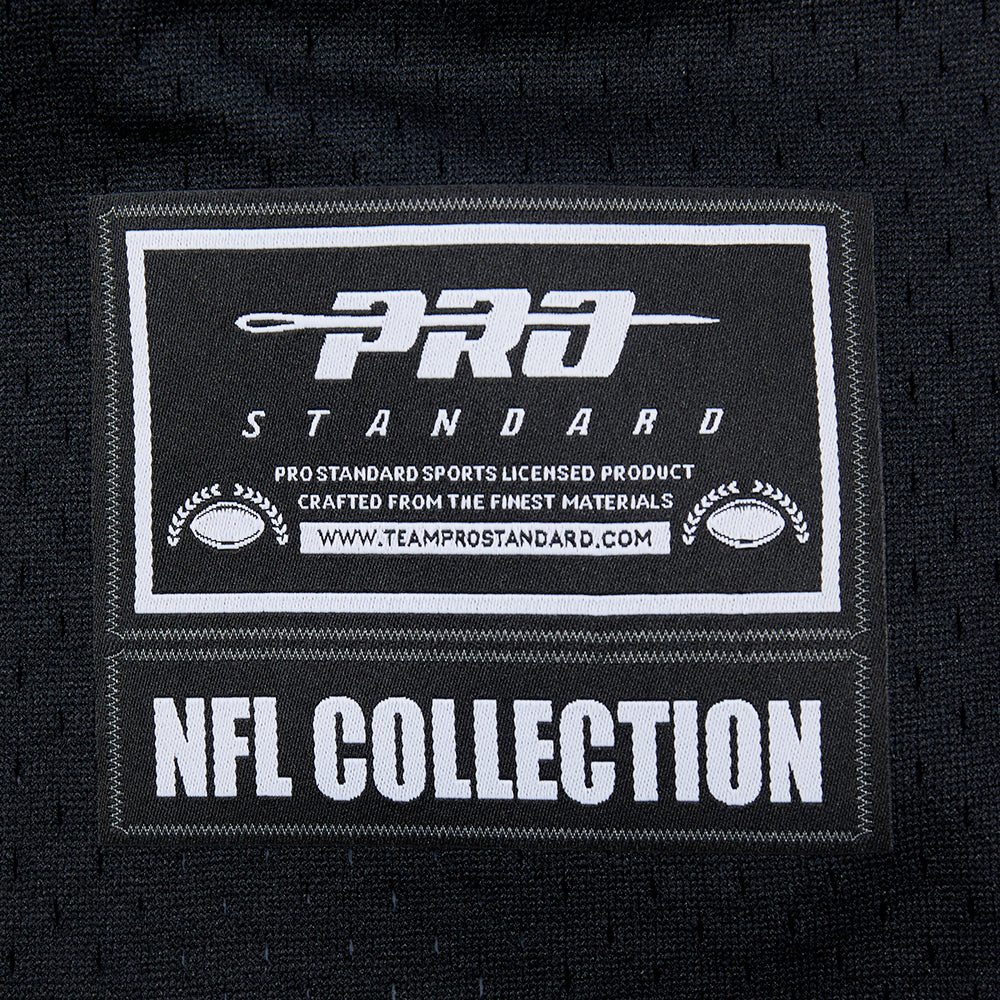 PRO
STANDARD
PRO STANDARD SPORTS LICENSED PRODUCT
CRAFTED FROM THE FINEST MATERIALS
WWW.TEAMPROSTANDARD.COM
NFL COLLECTION